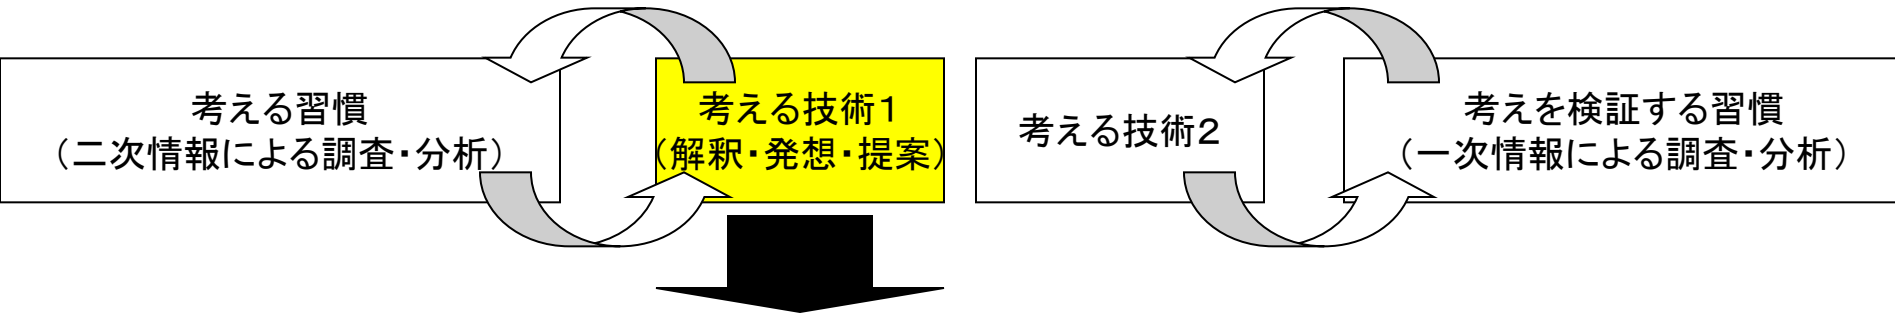 考える習慣
（二次情報による調査・分析）
考える技術１
（解釈・発想・提案）
考える技術２
考えを検証する習慣
（一次情報による調査・分析）